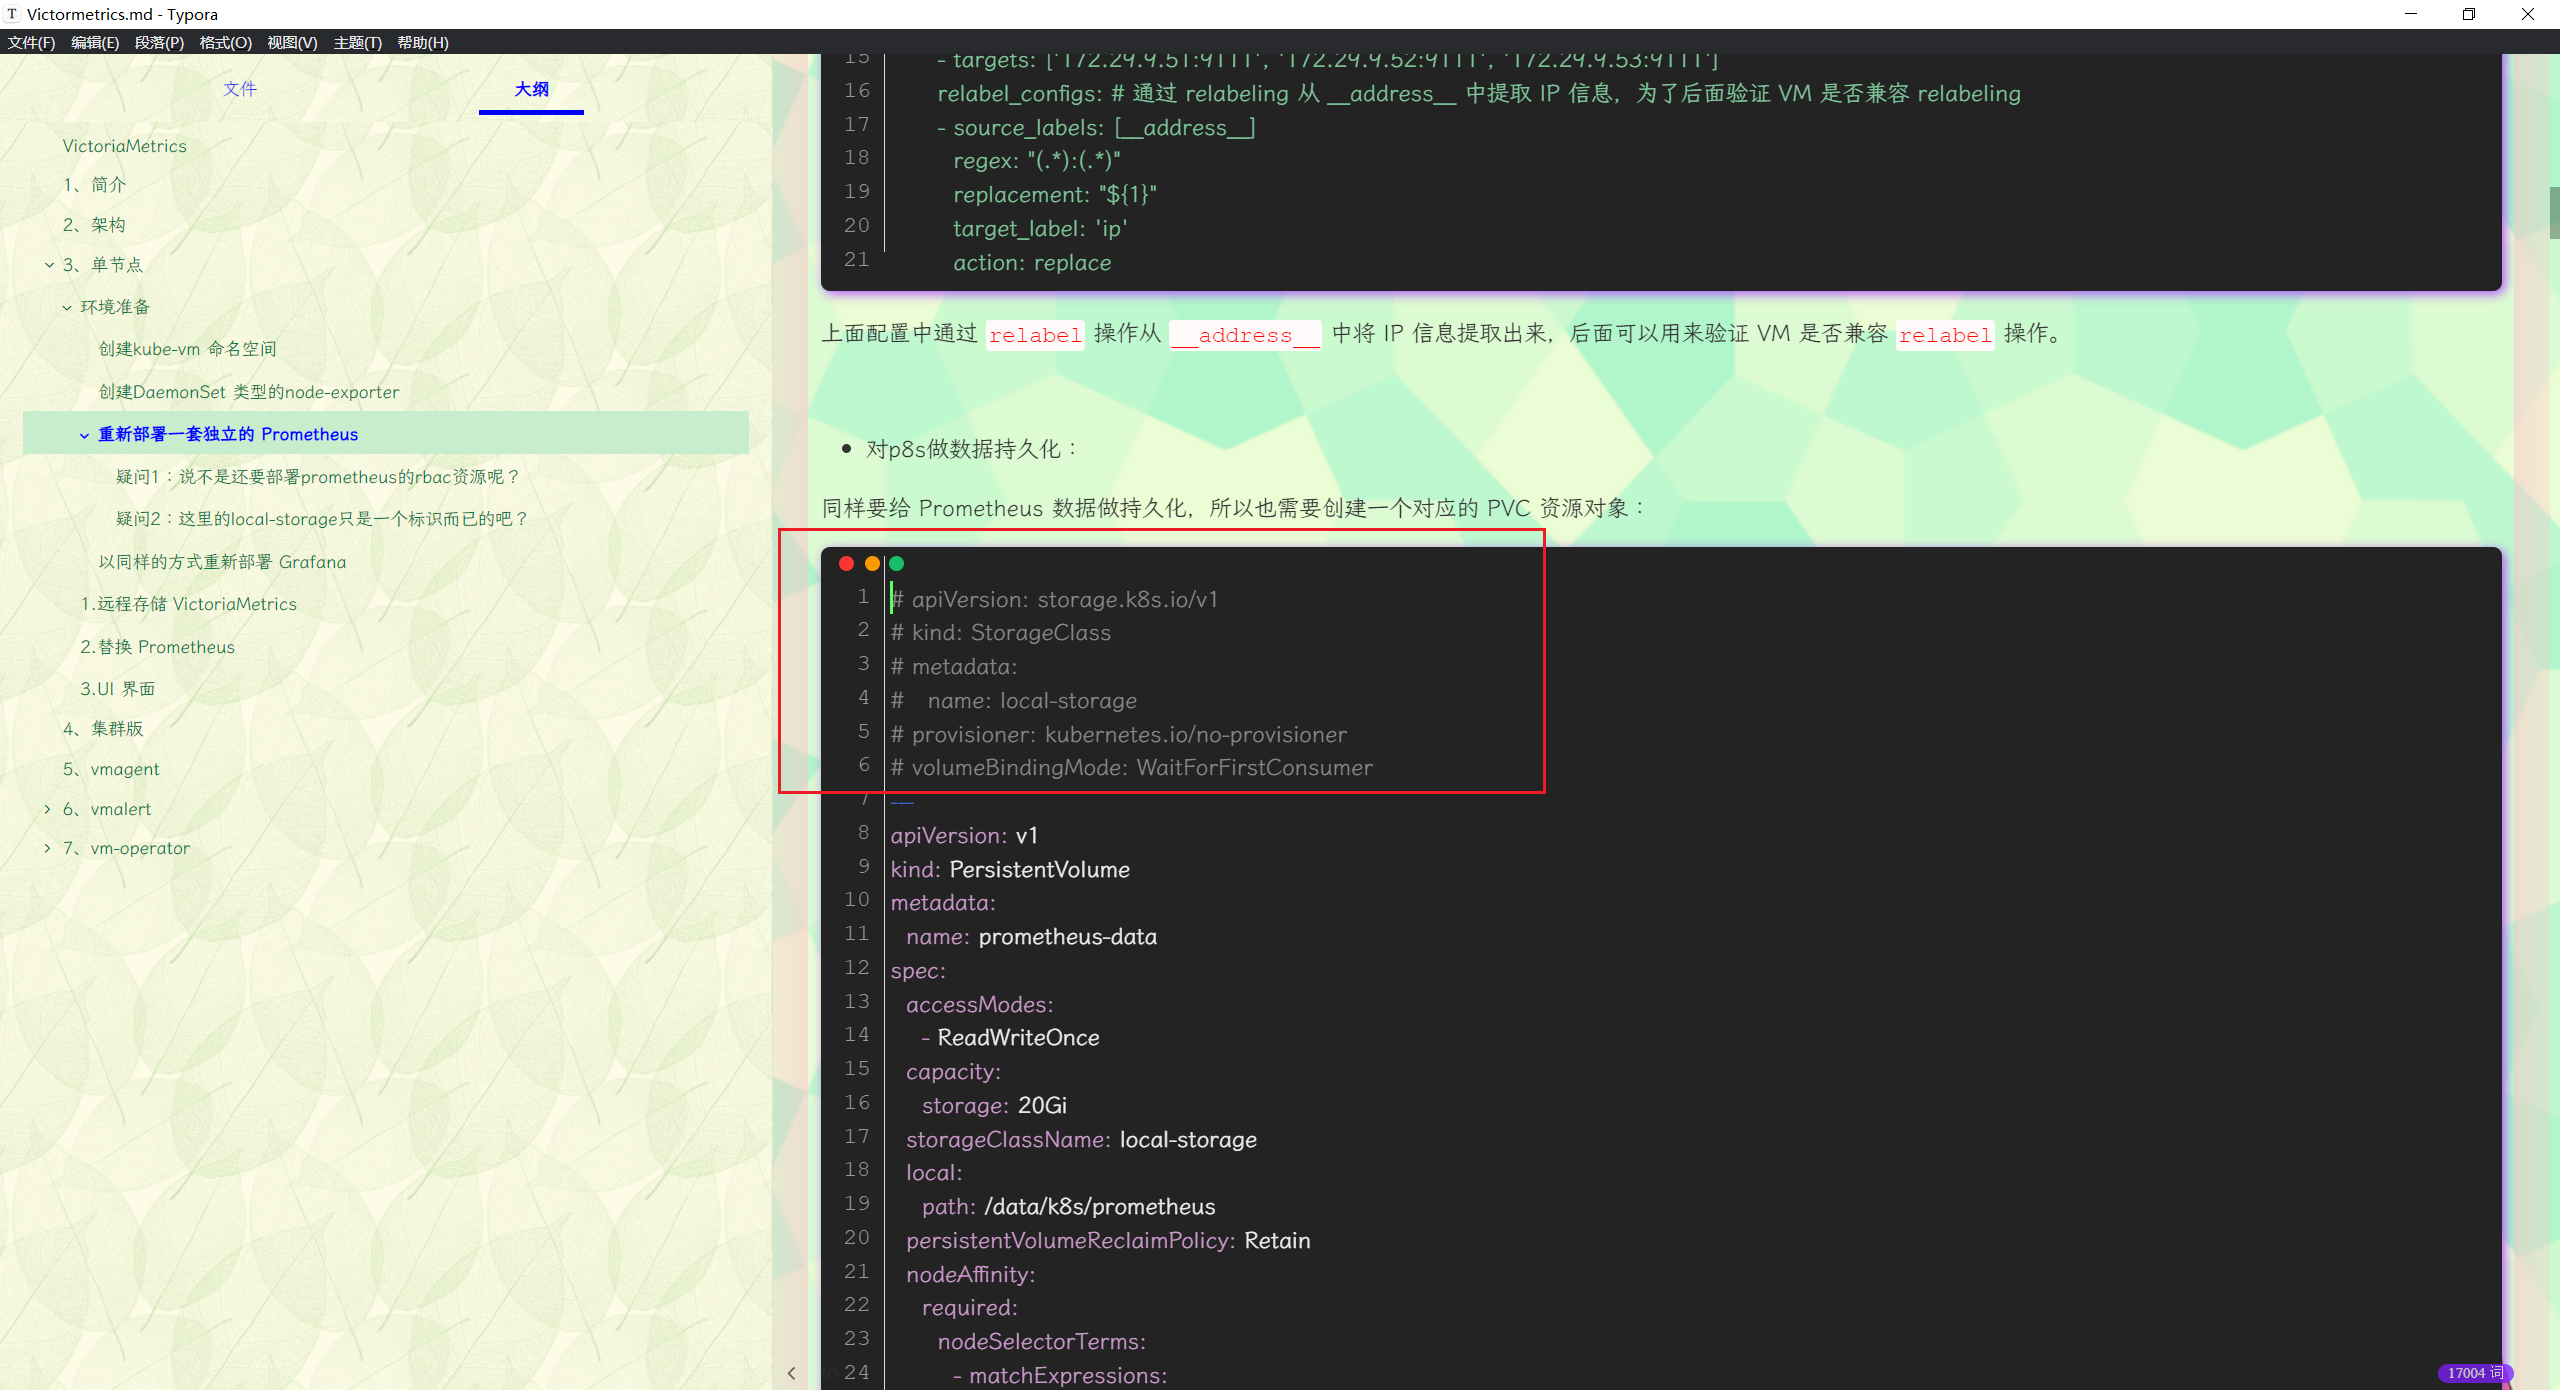 Victormetrics.md - Typora
文件(F) 编辑(E) 段落(P) 格式(O) 视图(V) 主题(T) 帮助(H)
文件 大纲
VictoriaMetrics
1、简介
2、架构
3、单节点
环境准备
创建kube-vm 命名空间
创建DaemonSet 类型的node-exporter
重新部署一套独立的 Prometheus
疑问1：说不是还要部署prometheus的rbac资源呢？
疑问2：这里的local-storage只是一个标识而已的吧？
以同样的方式重新部署 Grafana
1.远程存储 VictoriaMetrics
2.替换 Prometheus
3.UI 界面
4、集群版
5、vmagent
6、vmalert
7、vm-operator
15 - targets: ['172.29.9.51:9111', '172.29.9.52:9111', '172.29.9.53:9111']
16 relabel_configs: # 通过 relabeling 从 __address__ 中提取 IP 信息，为了后面验证 VM 是否兼容 relabeling
17 - source_labels: [__address__]
18 regex: "(.*):(.*)"
19 replacement: "${1}"
20 target_label: 'ip'
21 action: replace
上面配置中通过 relabel 操作从 __address__ 中将 IP 信息提取出来，后面可以用来验证 VM 是否兼容 relabel 操作。
• 对p8s做数据持久化：
同样要给 Prometheus 数据做持久化，所以也需要创建一个对应的 PVC 资源对象：
1 # apiVersion: storage.k8s.io/v1
2 # kind: StorageClass
3 # metadata:
4 #   name: local-storage
5 # provisioner: kubernetes.io/no-provisioner
6 # volumeBindingMode: WaitForFirstConsumer
7 ---
8 apiVersion: v1
9 kind: PersistentVolume
10 metadata:
11   name: prometheus-data
12 spec:
13   accessModes:
14     - ReadWriteOnce
15   capacity:
16     storage: 20Gi
17   storageClassName: local-storage
18   local:
19     path: /data/k8s/prometheus
20   persistentVolumeReclaimPolicy: Retain
21   nodeAffinity:
22     required:
23       nodeSelectorTerms:
24         - matchExpressions:
17004 词